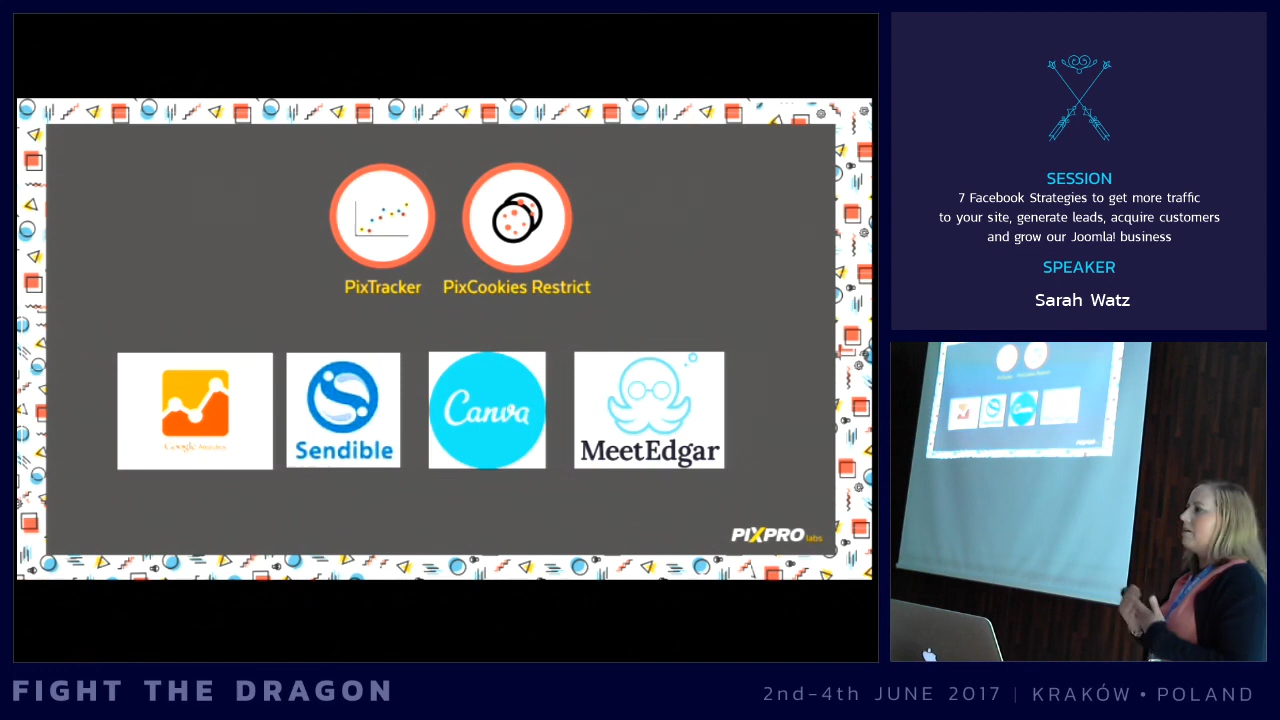 PixTracker
PixCookies Restrict
Google Analytics
Sendible
Canva
MeetEdgar
PIXPRO labs
SESSION
7 Facebook Strategies to get more traffic
to your site, generate leads, acquire customers
and grow our Joomla! business
SPEAKER
Sarah Watz
FIGHT THE DRAGON
2nd-4th JUNE 2017 | KRAKÓW • POLAND